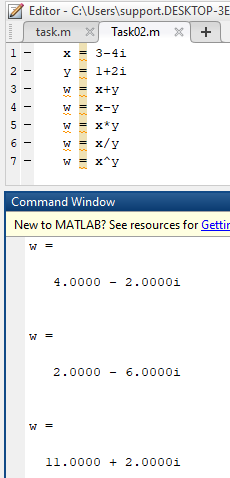 Editor - C:\Users\support.DESKTOP-3E
task.m × Task02.m × +
1 - x = 3-4i
2 - y = 1+2i
3 - w = x+y
4 - w = x-y
5 - w = x*y
6 - w = x/y
7 - w = x^y
Command Window
New to MATLAB? See resources for Gettin
w =
4.0000 - 2.0000i
w =
2.0000 - 6.0000i
w =
11.0000 + 2.0000i